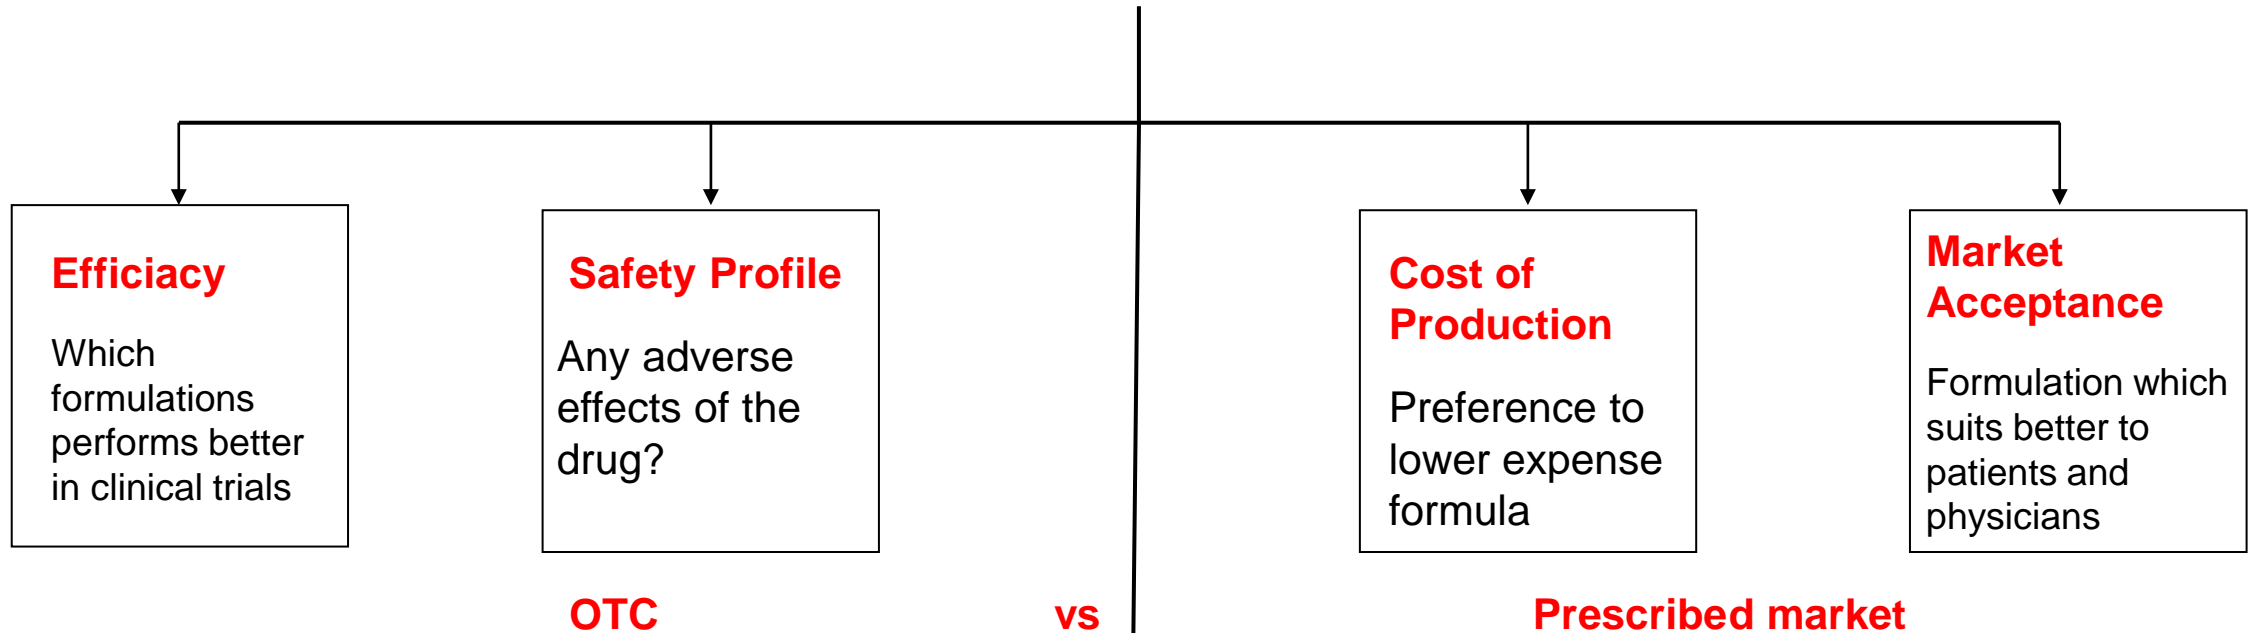 Efficiacy
Which
formulations
performs better
in clinical trials
Safety Profile
Any adverse
effects of the
drug?
Cost of
Production
Preference to
lower expense
formula
Market
Acceptance
Formulation which
suits better to
patients and
physicians
OTC vs Prescribed market